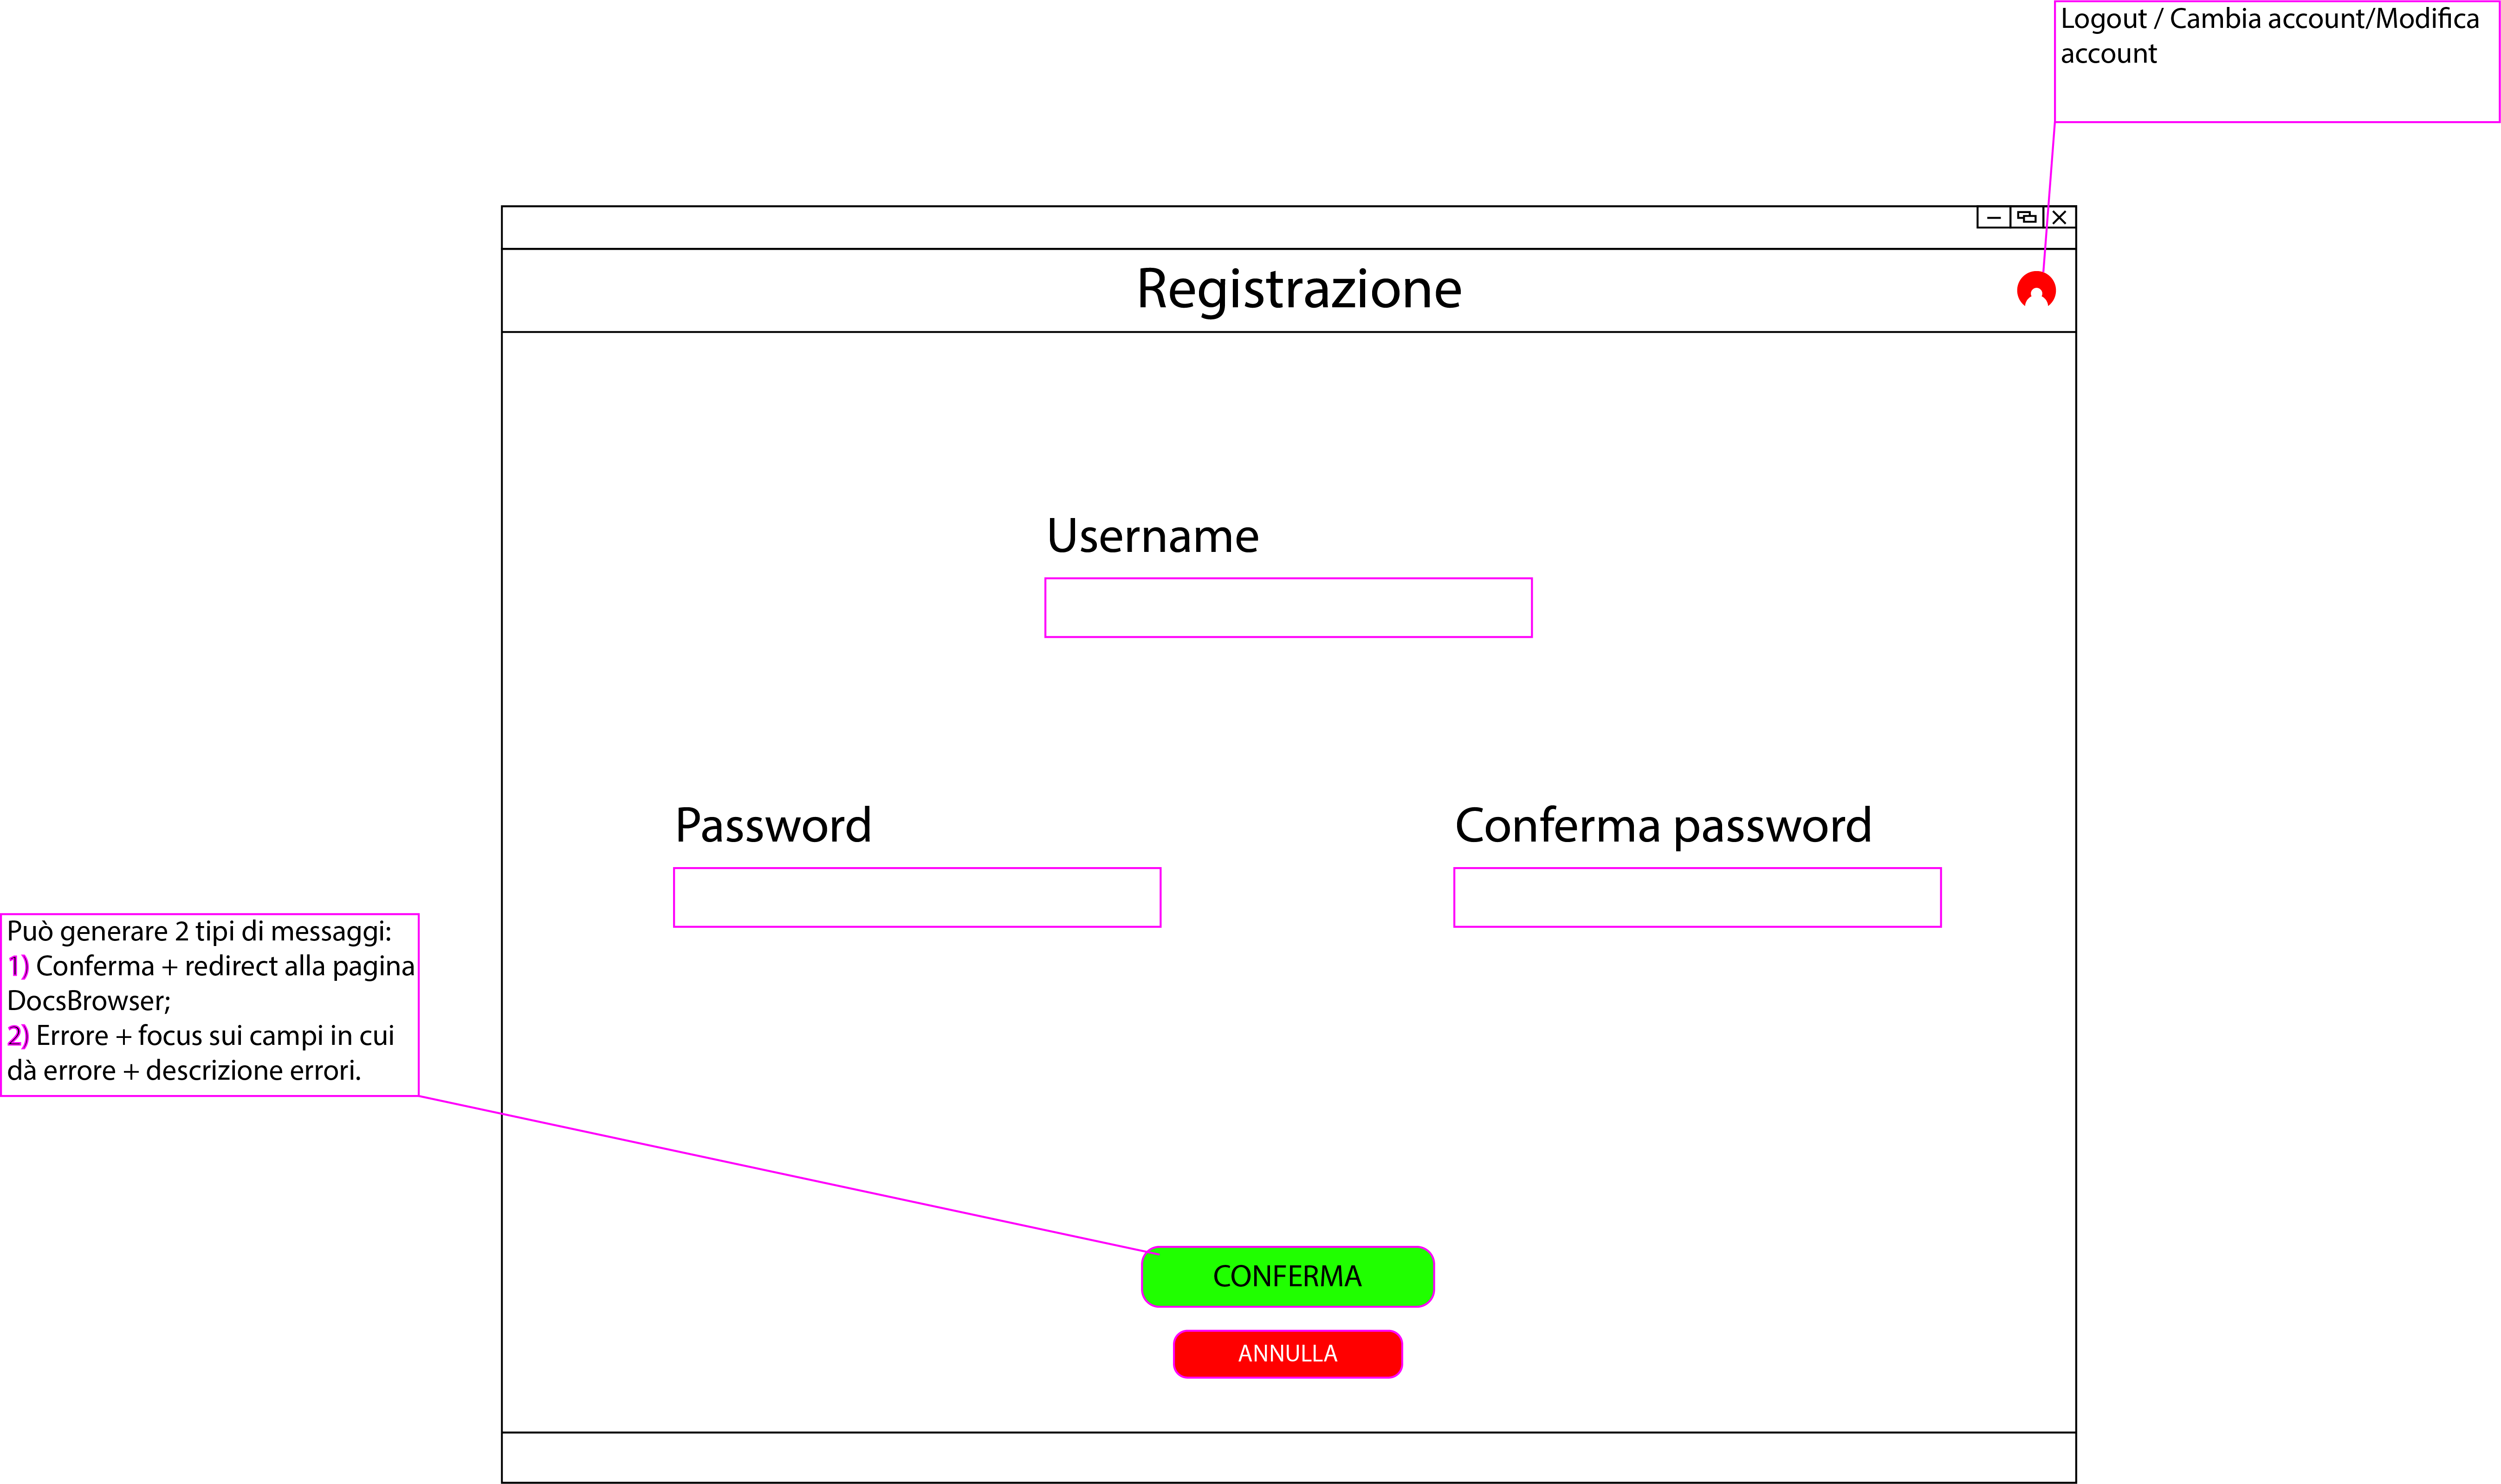 Logout / Cambia account/Modifica
account
Registrazione
Username
Password
Conferma password
Può generare 2 tipi di messaggi:
1) Conferma + redirect alla pagina
DocsBrowser;
2) Errore + focus sui campi in cui
dà errore + descrizione errori.
CONFERMA
ANNULLA